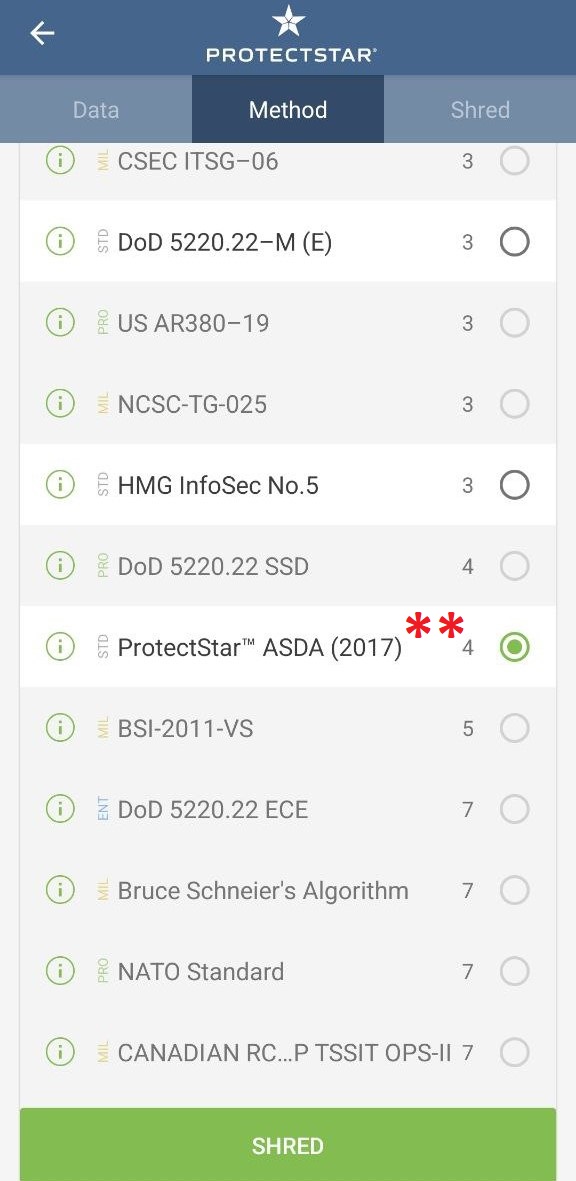 PROTECTSTAR®
Data Method Shred
MIL CSEC ITSG–06 3
STD DoD 5220.22–M (E) 3
PRO US AR380–19 3
MIL NCSC-TG-025 3
STD HMG InfoSec No.5 3
PRO DoD 5220.22 SSD 4
STD ProtectStar™ ASDA (2017) ** 4
MIL BSI-2011-VS 5
ENT DoD 5220.22 ECE 7
MIL Bruce Schneier's Algorithm 7
PRO NATO Standard 7
MIL CANADIAN RC...P TSSIT OPS-II 7
SHRED